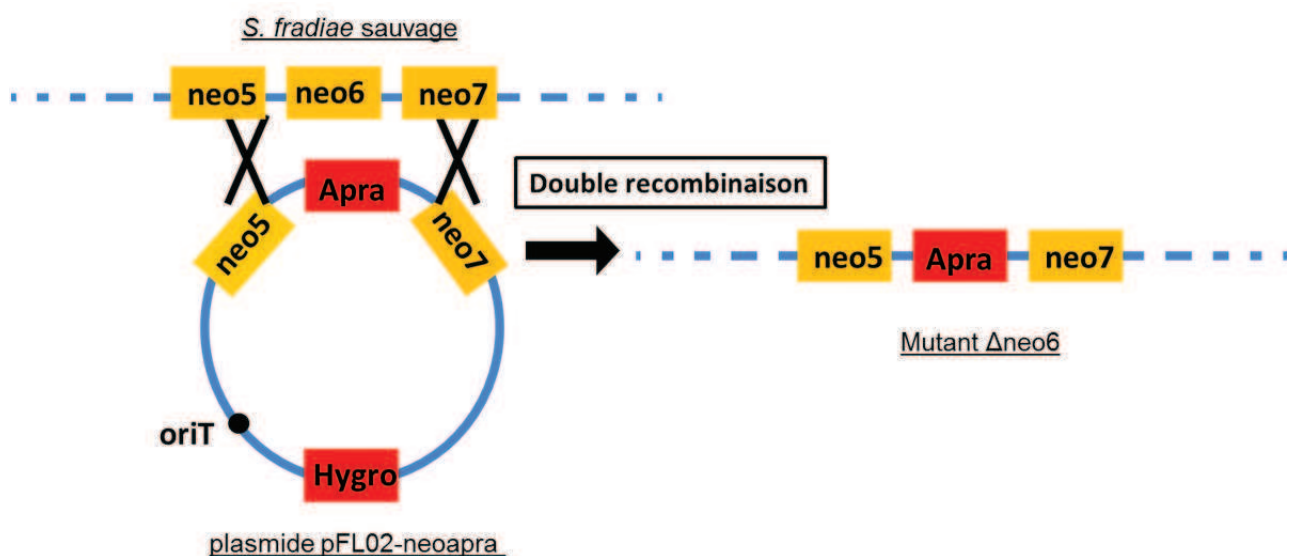 S. fradiae sauvage
neo5 neo6 neo7
Apra
neo5 neo7
Double recombinaison
neo5 Apra neo7
Mutant Δneo6
oriT
Hygro
plasmide pFL02-neoapra